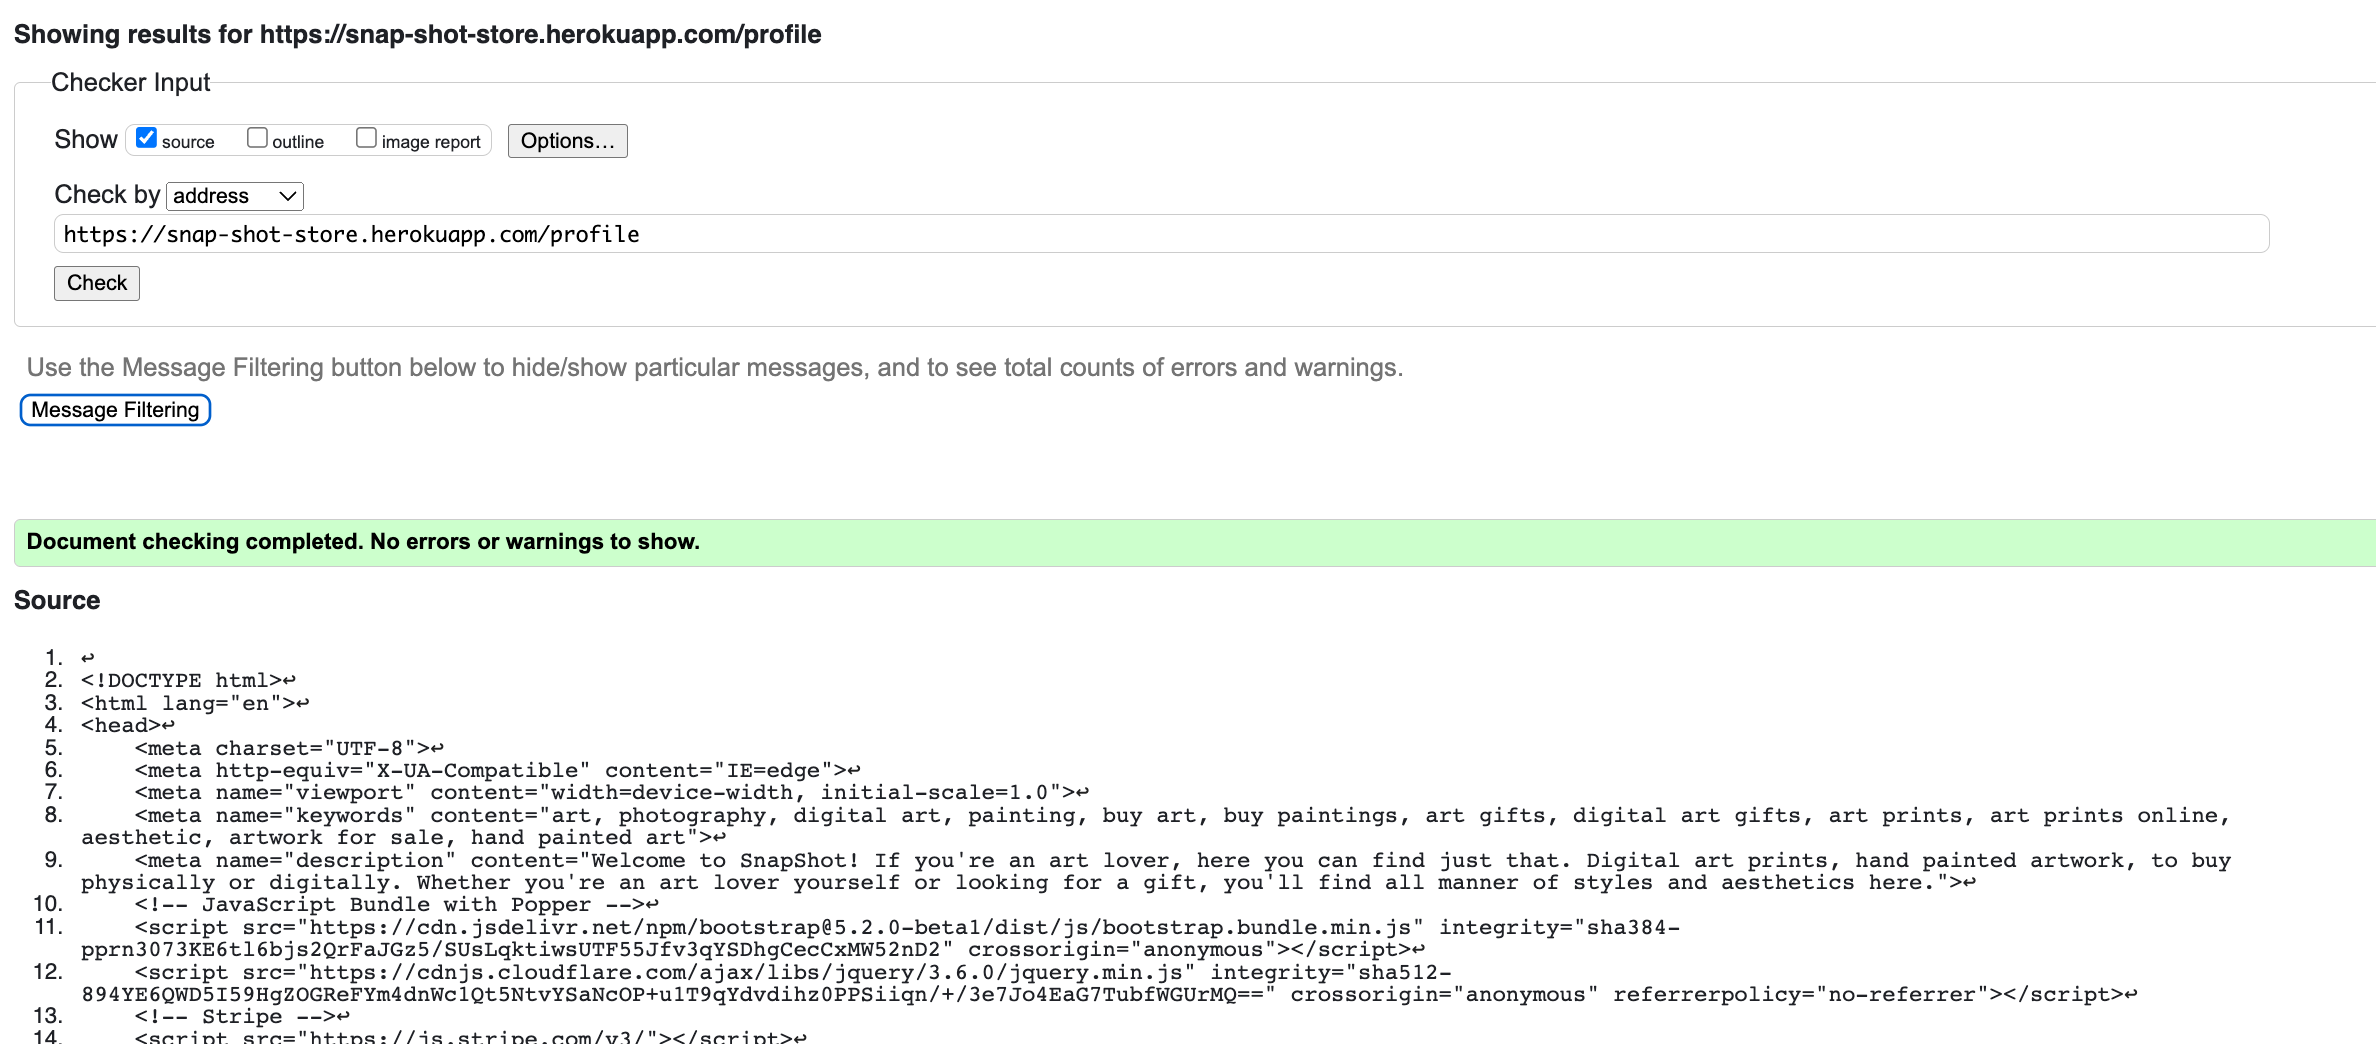 Showing results for https://snap-shot-store.herokuapp.com/profile
Checker Input
Show source outline image report Options...
Check by address
https://snap-shot-store.herokuapp.com/profile
Check
Use the Message Filtering button below to hide/show particular messages, and to see total counts of errors and warnings.
Message Filtering
Document checking completed. No errors or warnings to show.
Source
1. ↩
2. <!DOCTYPE html>↩
3. <html lang="en">↩
4. <head>↩
5. <meta charset="UTF-8">↩
6. <meta http-equiv="X-UA-Compatible" content="IE=edge">↩
7. <meta name="viewport" content="width=device-width, initial-scale=1.0">↩
8. <meta name="keywords" content="art, photography, digital art, painting, buy art, buy paintings, art gifts, digital art gifts, art prints, art prints online,
aesthetic, artwork for sale, hand painted art">↩
9. <meta name="description" content="Welcome to SnapShot! If you're an art lover, here you can find just that. Digital art prints, hand painted artwork, to buy
physically or digitally. Whether you're an art lover yourself or looking for a gift, you'll find all manner of styles and aesthetics here.">↩
10. <!-- JavaScript Bundle with Popper -->↩
11. <script src="https://cdn.jsdelivr.net/npm/bootstrap@5.2.0-beta1/dist/js/bootstrap.bundle.min.js" integrity="sha384-
pprn3073KE6tl6bjs2QrFaJGz5/SUsLqktiwsUTF55Jfv3qYSDhgCecCxMW52nD2" crossorigin="anonymous"></script>↩
12. <script src="https://cdnjs.cloudflare.com/ajax/libs/jquery/3.6.0/jquery.min.js" integrity="sha512-
894YE6QWD5I59HgZOGReFYm4dnWc1Qt5NtvYSaNcOP+u1T9qYdvdihz0PPSiiqn/+/3e7Jo4EaG7TubfWGUrMQ==" crossorigin="anonymous" referrerpolicy="no-referrer"></script>↩
13. <!-- Stripe -->↩
14. <script src="https://js.stripe.com/v3/"></script>↩